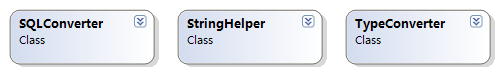 SQLConverter
Class
StringHelper
Class
TypeConverter
Class